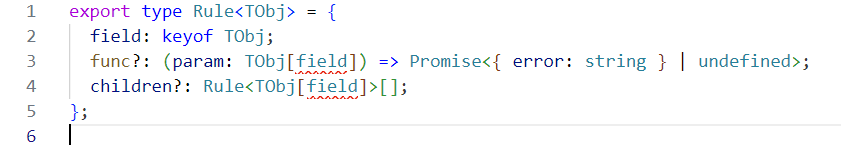 1 export type Rule<TObj> = {
2 field: keyof TObj;
3 func?: (param: TObj[field]) => Promise<{ error: string } | undefined>;
4 children?: Rule<TObj[field]>[];
5 };
6